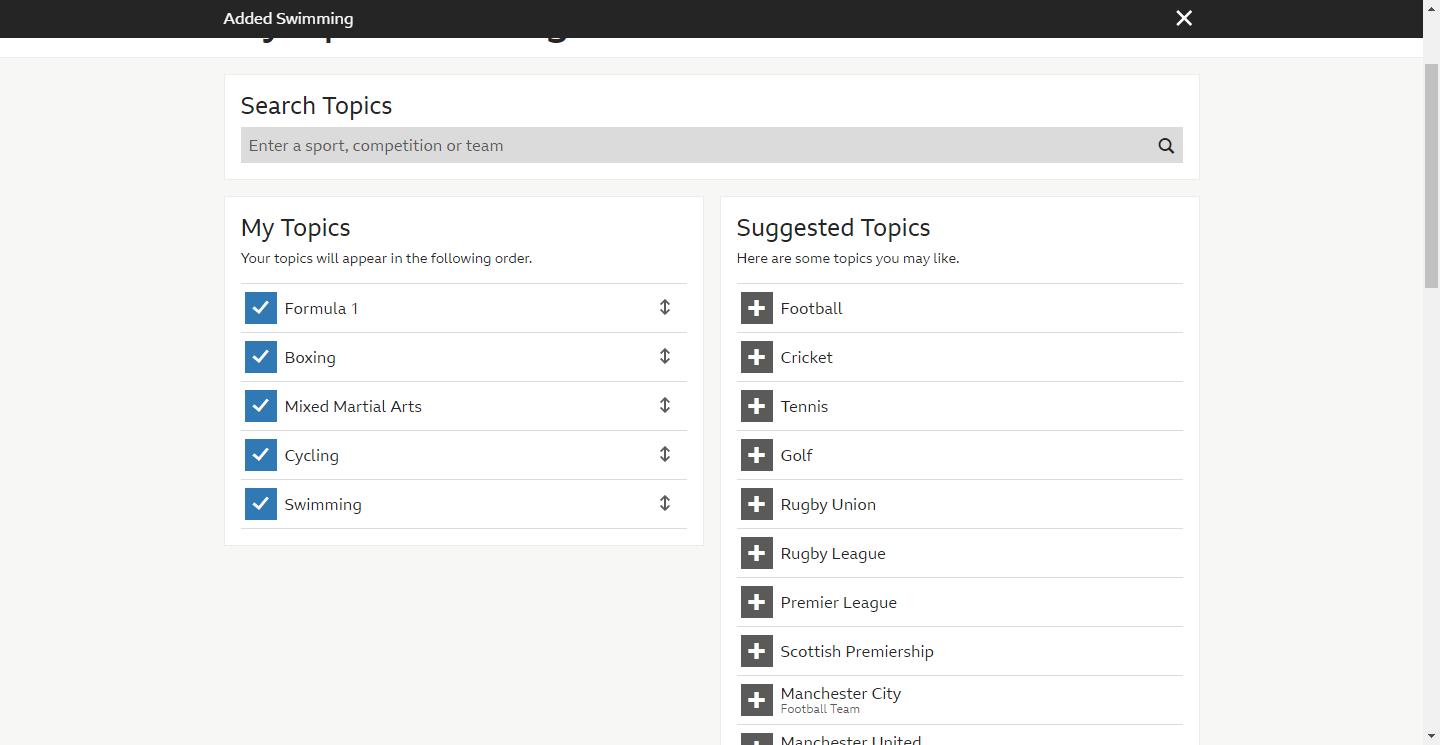 Added Swimming
Search Topics
Enter a sport, competition or team
My Topics
Your topics will appear in the following order.
Formula 1
Boxing
Mixed Martial Arts
Cycling
Swimming
Suggested Topics
Here are some topics you may like.
Football
Cricket
Tennis
Golf
Rugby Union
Rugby League
Premier League
Scottish Premiership
Manchester City
Football Team
Manchester United